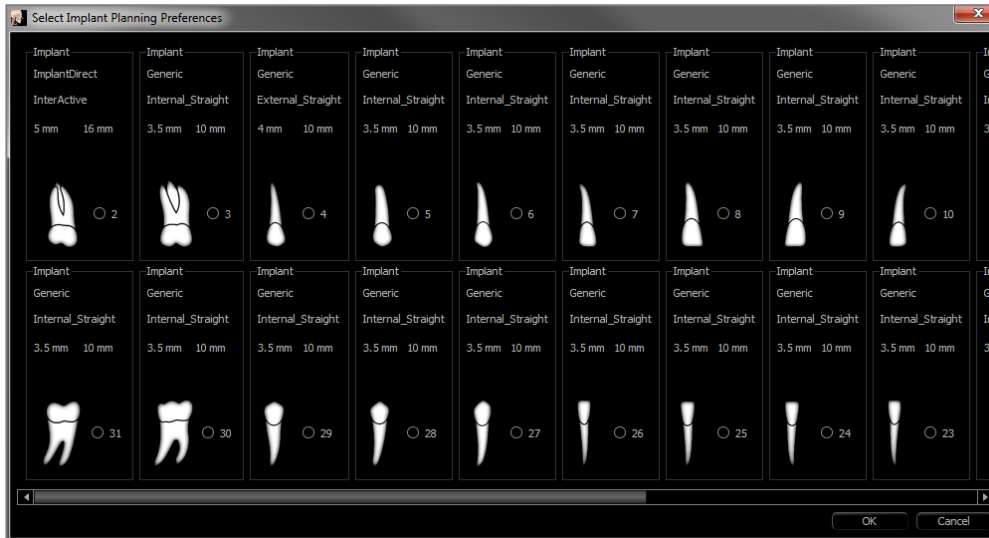 Select Implant Planning Preferences
Implant Implant Implant Implant Implant Implant Implant Implant Implant
ImplantDirect Generic Generic Generic Generic Generic Generic Generic Generic
InterActive Internal_Straight External_Straight Internal_Straight Internal_Straight Internal_Straight Internal_Straight Internal_Straight Internal_Straight
5 mm 16 mm 3.5 mm 10 mm 4 mm 10 mm 3.5 mm 10 mm 3.5 mm 10 mm 3.5 mm 10 mm 3.5 mm 10 mm 3.5 mm 10 mm 3.5 mm 10 mm
2 3 4 5 6 7 8 9 10
Implant Implant Implant Implant Implant Implant Implant Implant Implant
Generic Generic Generic Generic Generic Generic Generic Generic Generic
Internal_Straight Internal_Straight Internal_Straight Internal_Straight Internal_Straight Internal_Straight Internal_Straight Internal_Straight Internal_Straight
3.5 mm 10 mm 3.5 mm 10 mm 3.5 mm 10 mm 3.5 mm 10 mm 3.5 mm 10 mm 3.5 mm 10 mm 3.5 mm 10 mm 3.5 mm 10 mm 3.5 mm 10 mm
31 30 29 28 27 26 25 24 23
OK Cancel